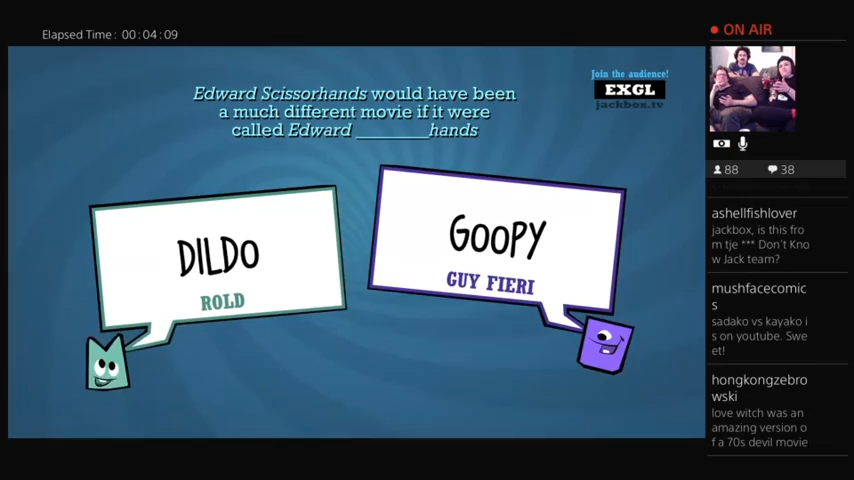 Elapsed Time: 00:04:09
ON AIR
Edward Scissorhands would have been
a much different movie if it were
called Edward ________hands
Join the audience!
EXGL
jackbox.tv
DILDO
ROLD
GOOPY
GUY FIERI
88
38
ashellfishlover
jackbox, is this fro
m tje *** Don't Kno
w Jack team?
mushfacecomic
s
sadako vs kayako i
s on youtube. Swe
et!
hongkongzebro
wski
love witch was an
amazing version o
f a 70s devil movie